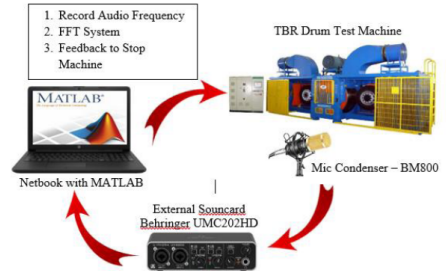 1. Record Audio Frequency
2. FFT System
3. Feedback to Stop
Machine
TBR Drum Test Machine
MATLAB®
Netbook with MATLAB
Mic Condenser – BM800
External Souncard
Behringer UMC202HD